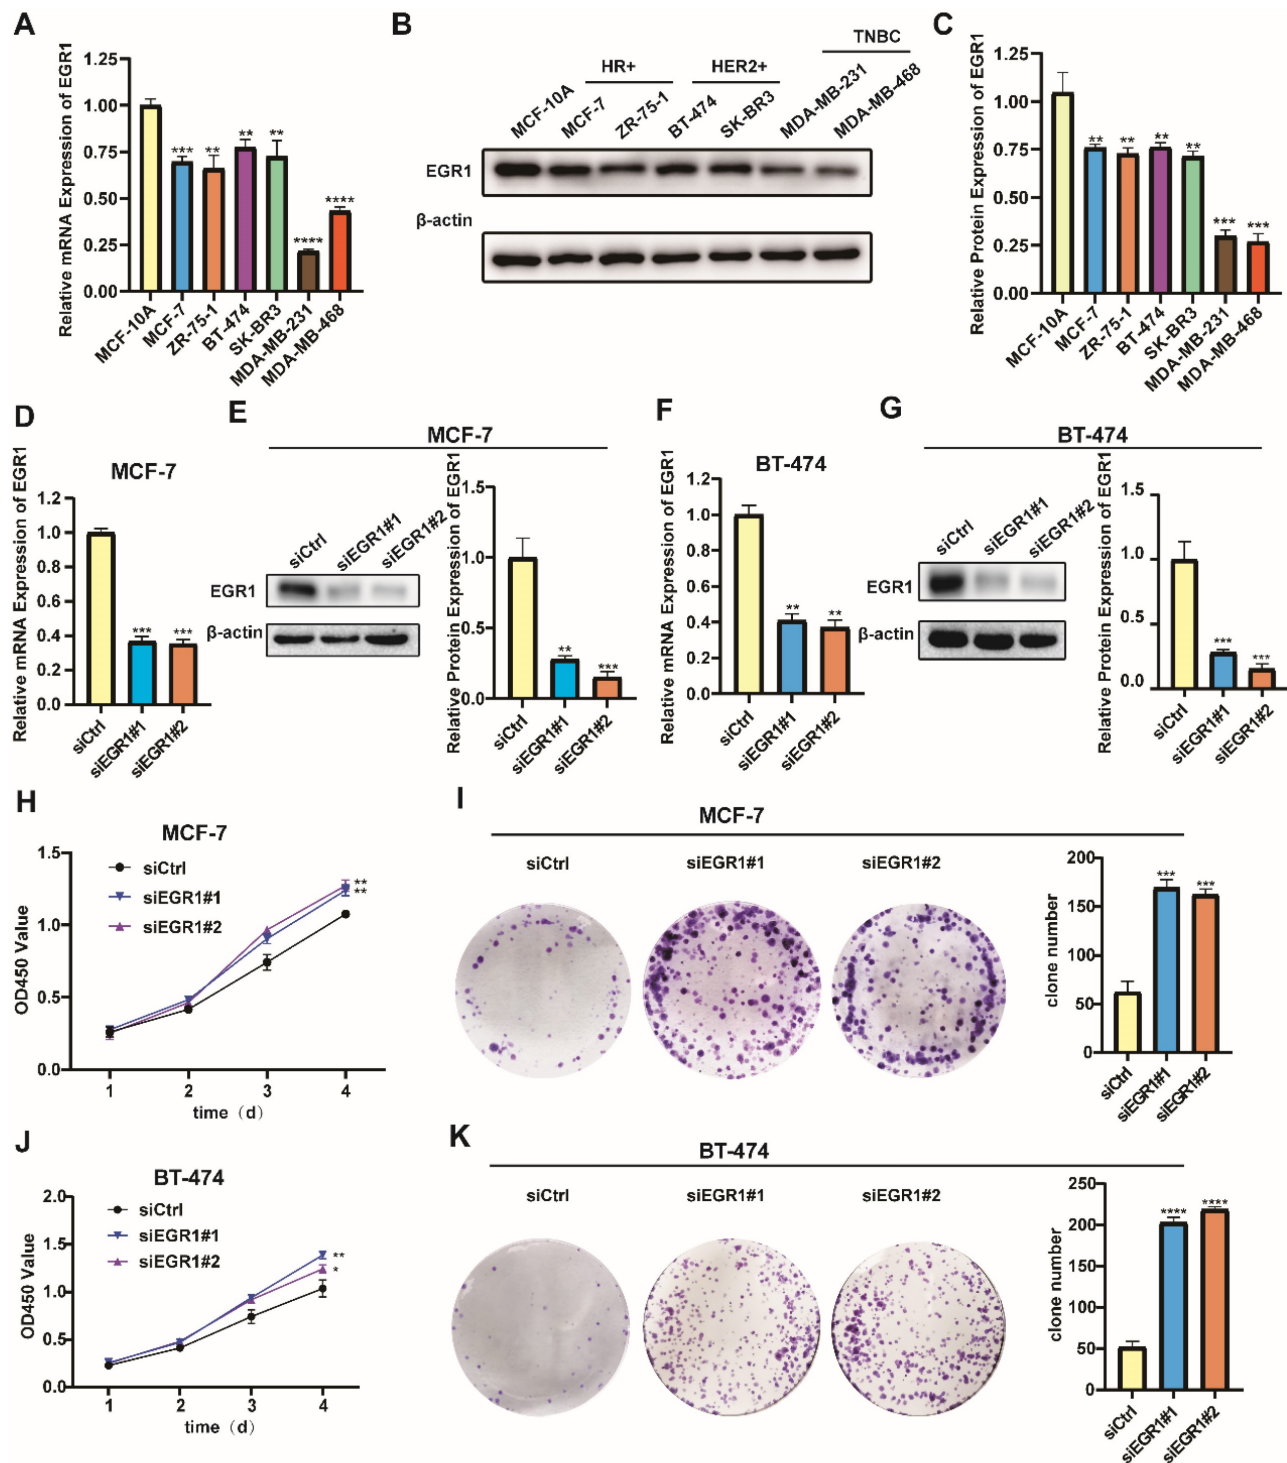 A
Relative mRNA Expression of EGR1
1.25
1.00
0.75
0.50
0.25
0.00
*** ** ** ** **** ****
MCF-10A
MCF-7
ZR-75-1
BT-474
SK-BR3
MDA-MB-231
MDA-MB-468
B
TNBC
HR+ HER2+
MCF-10A
MCF-7
ZR-75-1
BT-474
SK-BR3
MDA-MB-231
MDA-MB-468
EGR1
β-actin
C
Relative Protein Expression of EGR1
1.25
1.00
0.75
0.50
0.25
0.00
** ** ** ** *** ***
MCF-10A
MCF-7
ZR-75-1
BT-474
SK-BR3
MDA-MB-231
MDA-MB-468
D
MCF-7
Relative mRNA Expression of EGR1
1.2
1.0
0.8
0.6
0.4
0.2
0.0
*** ***
siCtrl
siEGR1#1
siEGR1#2
E
MCF-7
siCtrl
siEGR1#1
siEGR1#2
EGR1
β-actin
Relative Protein Expression of EGR1
1.5
1.0
0.5
0.0
** ***
siCtrl
siEGR1#1
siEGR1#2
F
BT-474
Relative mRNA Expression of EGR1
1.2
1.0
0.8
0.6
0.4
0.2
0.0
** **
siCtrl
siEGR1#1
siEGR1#2
G
BT-474
siCtrl
siEGR1#1
siEGR1#2
EGR1
β-actin
Relative Protein Expression of EGR1
1.5
1.0
0.5
0.0
*** ***
siCtrl
siEGR1#1
siEGR1#2
H
MCF-7
siCtrl
siEGR1#1
siEGR1#2
OD450 Value
1.5
1.0
0.5
0.0
**
**
1 2 3 4
time（d）
I
MCF-7
siCtrl siEGR1#1 siEGR1#2
clone number
200
150
100
50
0
*** ***
siCtrl
siEGR1#1
siEGR1#2
J
BT-474
siCtrl
siEGR1#1
siEGR1#2
OD450 Value
2.0
1.5
1.0
0.5
0.0
**
*
1 2 3 4
time（d）
K
BT-474
siCtrl siEGR1#1 siEGR1#2
clone number
250
200
150
100
50
0
**** ****
siCtrl
siEGR1#1
siEGR1#2